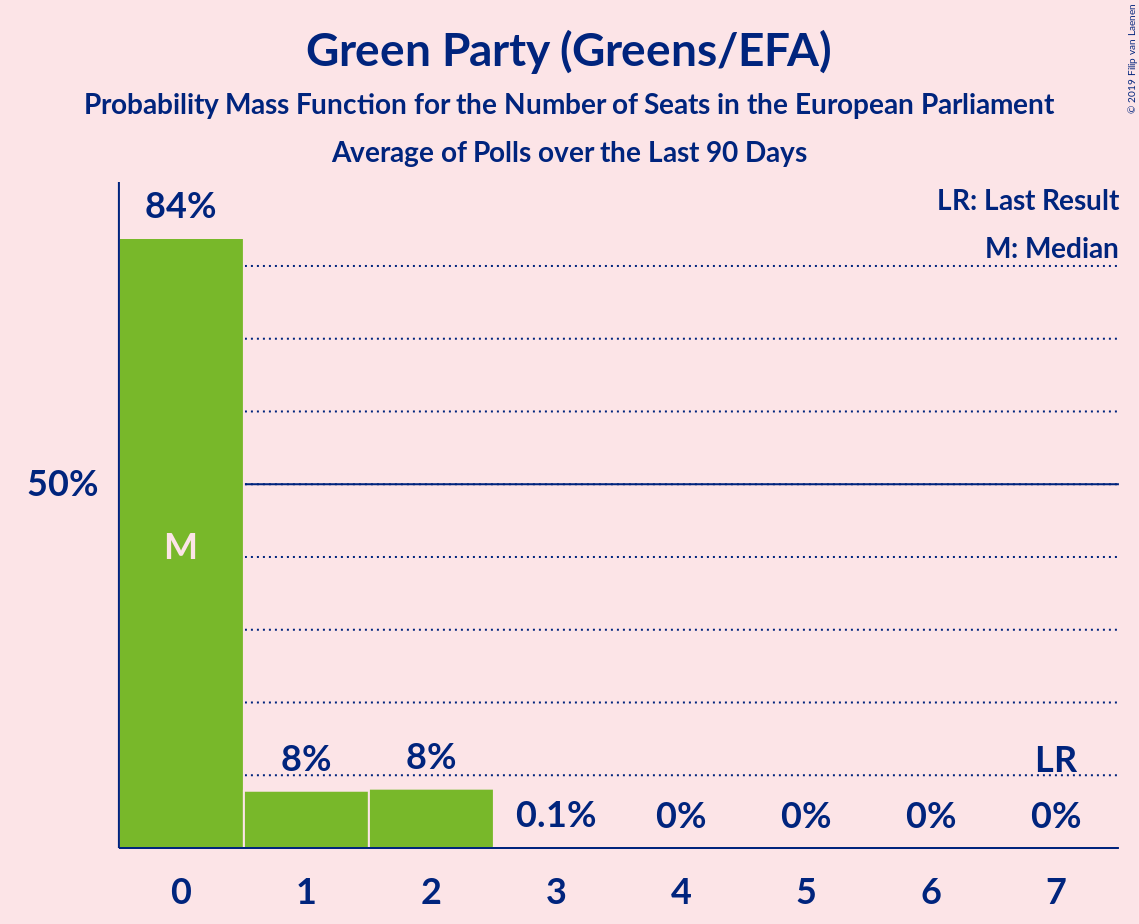 Green Party (Greens/EFA)
Probability Mass Function for the Number of Seats in the European Parliament
Average of Polls over the Last 90 Days
© 2019 Filip van Laenen
LR: Last Result
M: Median
84%
50%
M
8%
8%
0.1%
0%
0%
0%
LR
0%
0
1
2
3
4
5
6
7